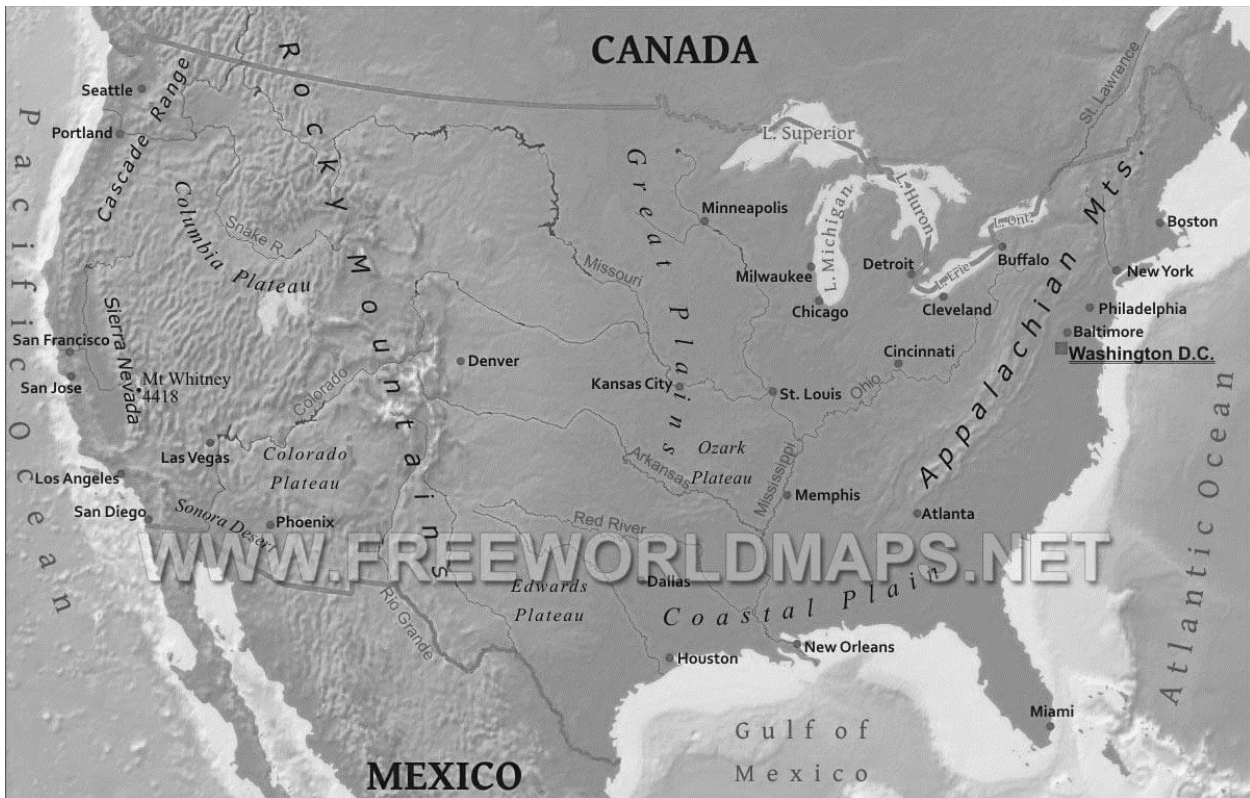 CANADA
Rocky Mountains
Seattle
Cascade Range
Portland
Pacific Ocean
Columbia Plateau
Snake R.
Great Plains
L. Superior
St. Lawrence
Minneapolis
L. Michigan
L. Huron
L. Ont.
Appalachian Mts.
Boston
Missouri
Milwaukee
Detroit
L. Erie
Buffalo
New York
Chicago
Cleveland
Philadelphia
Baltimore
Washington D.C.
Sierra Nevada
San Francisco
San Jose
Mt Whitney
4418
Colorado
Denver
Kansas City
St. Louis
Ohio
Cincinnati
Las Vegas
Colorado
Plateau
Los Angeles
San Diego
Sonora Desert
Phoenix
Arkansas
Ozark
Plateau
Mississippi
Memphis
Atlanta
Atlantic Ocean
Red River
WWW.FREEWORLDMAPS.NET
Edwards
Plateau
Dallas
Coastal Plain
Rio Grande
Houston
New Orleans
Miami
Gulf of
Mexico
MEXICO